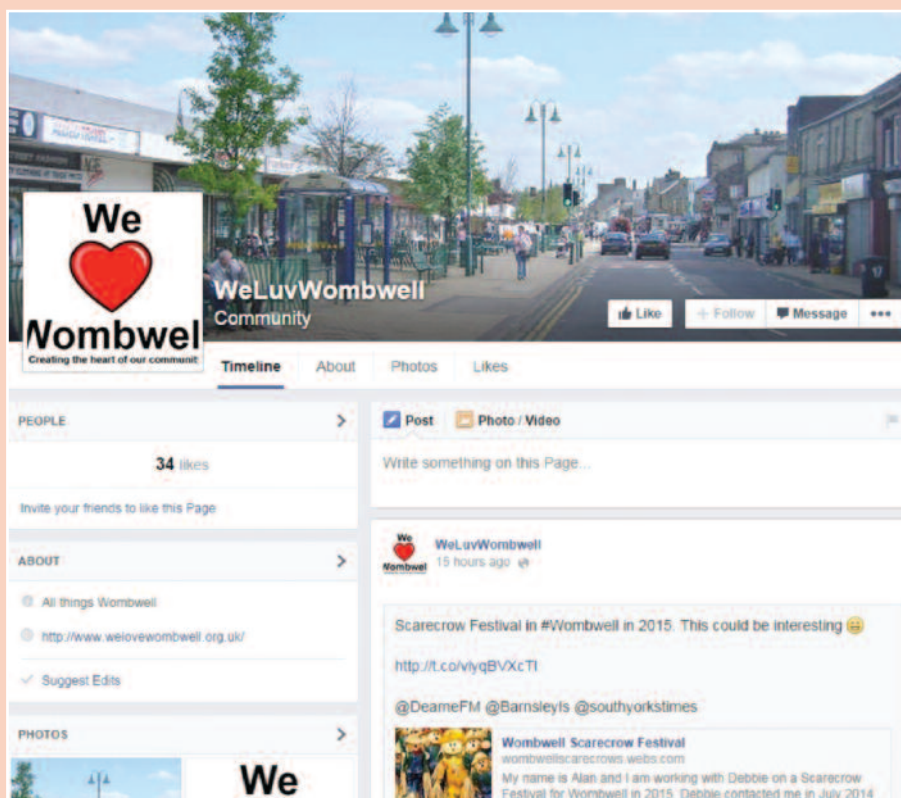 We
Wombwel
Creating the heart of our communit
WeLuvWombwell
Community
Like
+ Follow
Message
Timeline
About
Photos
Likes
PEOPLE
34 likes
Invite your friends to like this Page
ABOUT
All things Wombwell
http://www.welovewombwell.org.uk/
Suggest Edits
PHOTOS
We
Post
Photo / Video
Write something on this Page...
We
Wombwel
WeLuvWombwell
15 hours ago
Scarecrow Festival in #Wombwell in 2015. This could be interesting
@DearneFM @BarnsleyIs @southyorkstimes
Wombwell Scarecrow Festival
wombwellscarecrows.webs.com
My name is Alan and I am working with Debbie on a Scarecrow
Festival for Wombwell in 2015. Debbie contacted me in July 2014